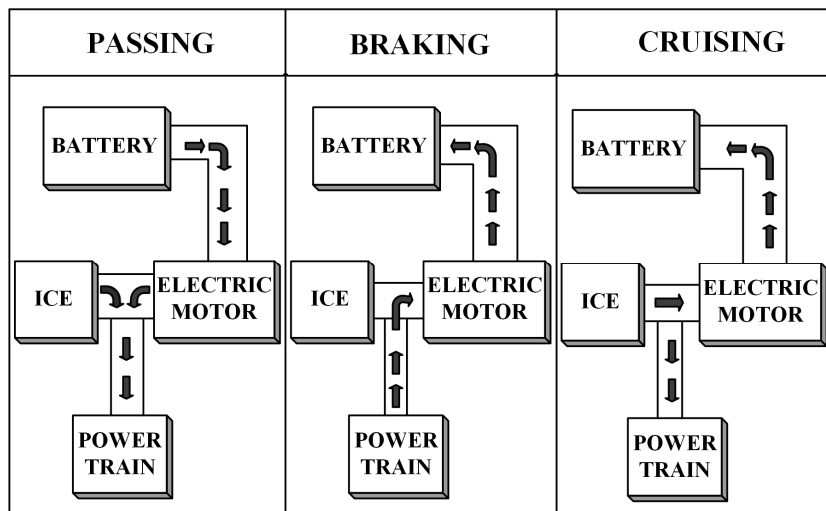 PASSING
BATTERY
ICE
ELECTRIC
MOTOR
POWER
TRAIN
BRAKING
BATTERY
ICE
ELECTRIC
MOTOR
POWER
TRAIN
CRUISING
BATTERY
ICE
ELECTRIC
MOTOR
POWER
TRAIN